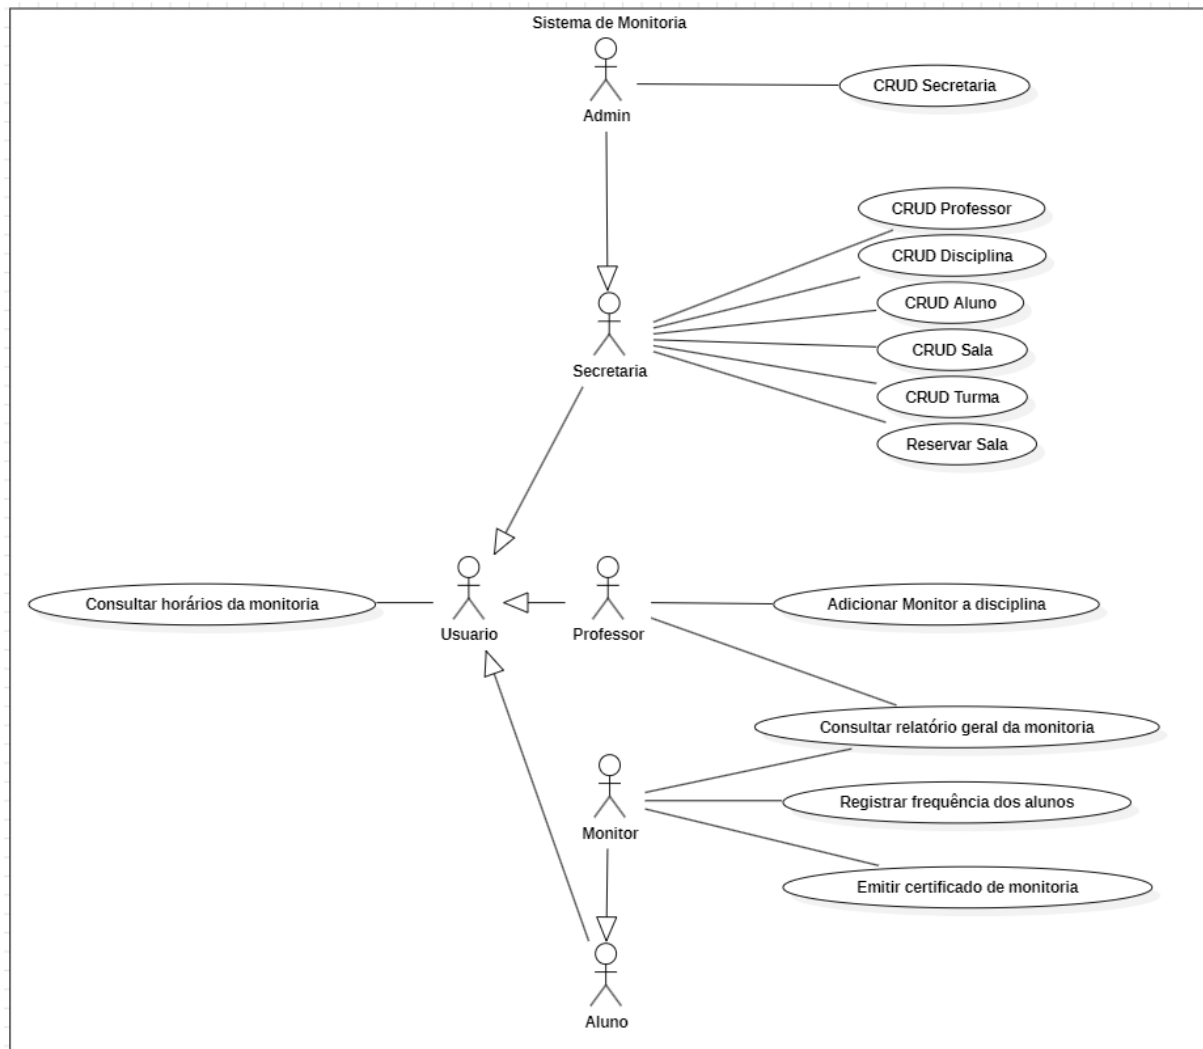 Sistema de Monitoria
Admin
CRUD Secretaria
CRUD Professor
CRUD Disciplina
CRUD Aluno
CRUD Sala
CRUD Turma
Reservar Sala
Secretaria
Consultar horários da monitoria
Usuario
Professor
Adicionar Monitor a disciplina
Consultar relatório geral da monitoria
Registrar frequência dos alunos
Monitor
Emitir certificado de monitoria
Aluno